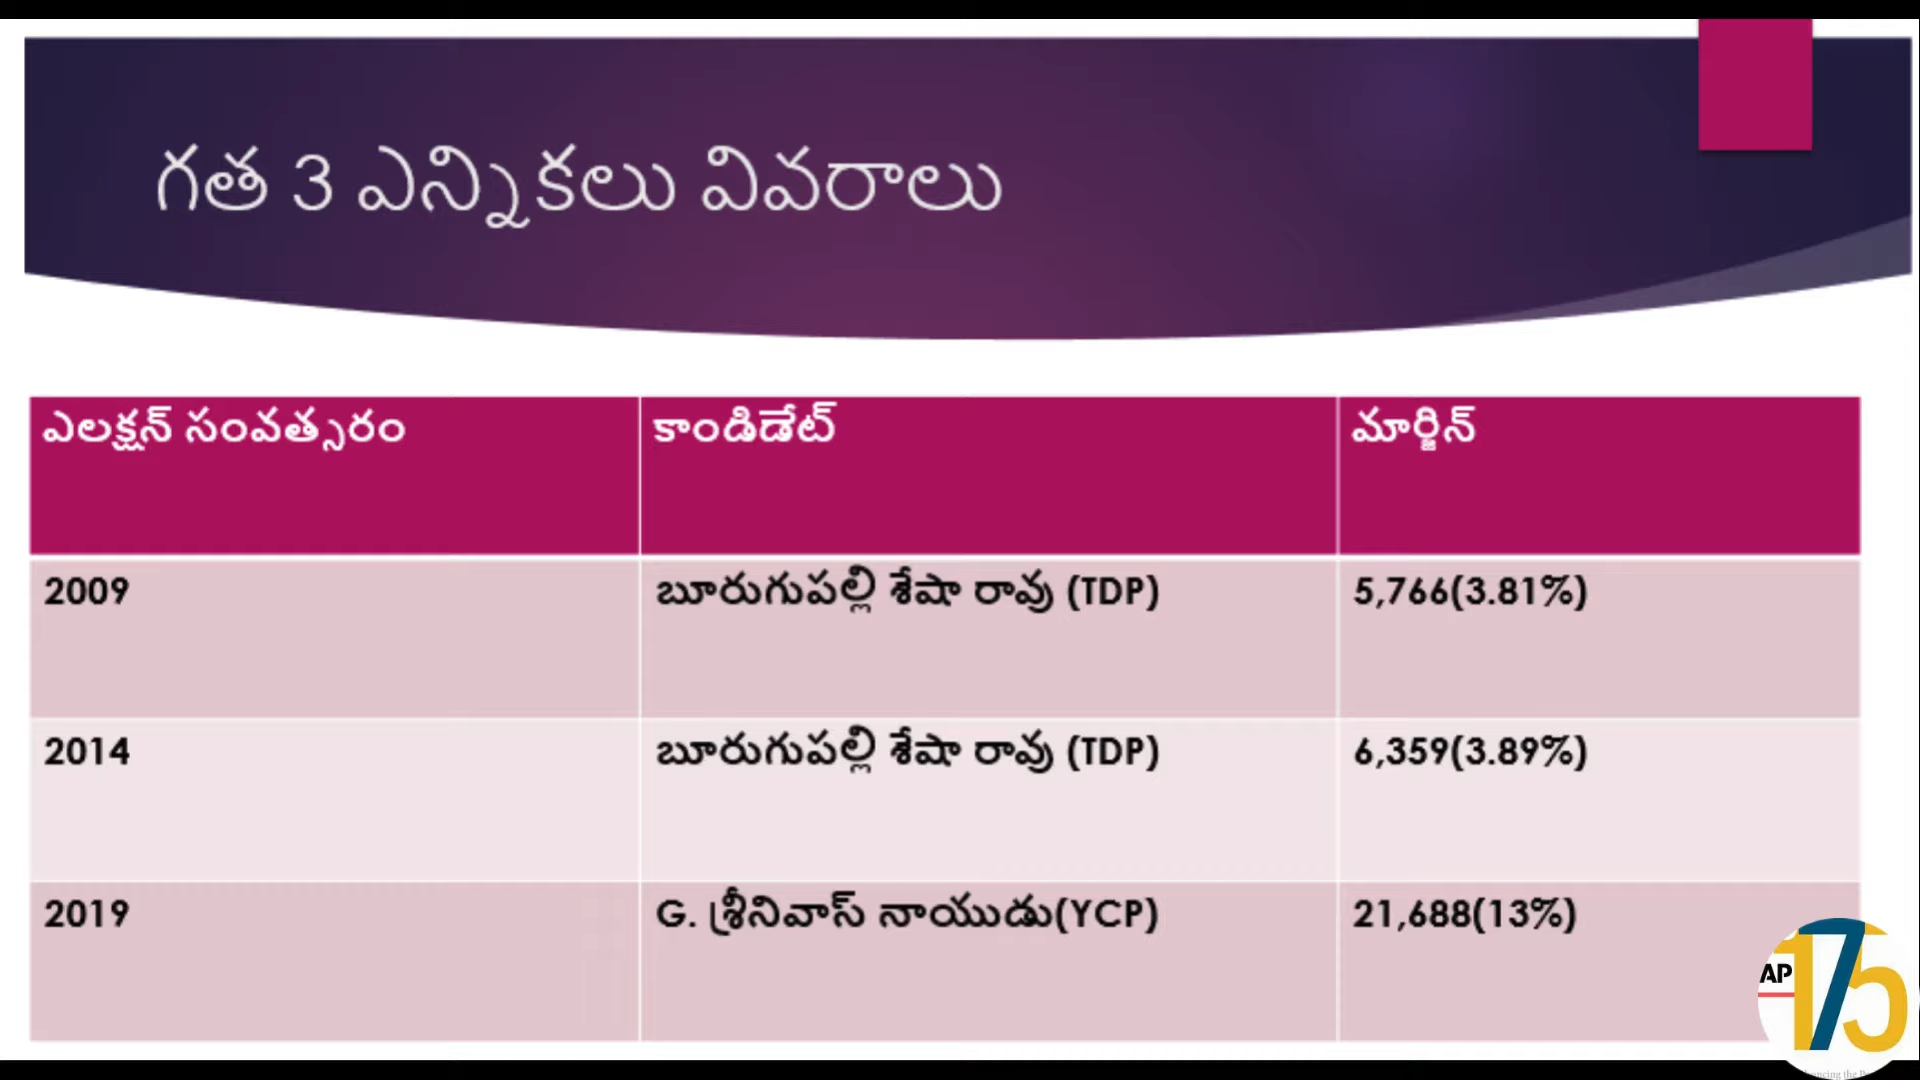 గత 3 ఎన్నికలు వివరాలు
ఎలక్షన్ సంవత్సరం కాండిడేట్ మార్జిన్
2009 బూరుగుపల్లి శేషా రావు (TDP) 5,766(3.81%)
2014 బూరుగుపల్లి శేషా రావు (TDP) 6,359(3.89%)
2019 G. శ్రీనివాస్ నాయుడు(YCP) 21,688(13%)
AP 175